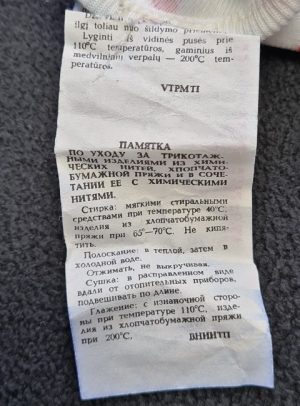 ilgį toliau nuo šildymo
Lyginti iš vidinės pusės prie
110°C temperatūros, gaminius iš
medvilninių verpalų — 200°C tem-
peratūros.
VTPMTI
ПАМЯТКА
ПО УХОДУ ЗА ТРИКОТАЖ-
НЫМИ ИЗДЕЛИЯМИ ИЗ ХИМИ-
ЧЕСКИХ НИТЕЙ, ХЛОПЧАТО-
БУМАЖНОЙ ПРЯЖИ И В СОЧЕ-
ТАНИИ ЕЕ С ХИМИЧЕСКИМИ
НИТЯМИ.
Стирка: мягкими стиральными
средствами при температуре 40°С,
изделия из хлопчатобумажной
пряжи при 65—70°С. Не кипя-
тить.
Полоскание: в теплой, затем в
холодной воде.
Отжимать, не выкручивая.
Сушка: в расправленном виде
вдали от отопительных приборов,
подвешивать по длине.
Глажение: с изнаночной сторо-
ны при температуре 110°С, изде-
лия из хлопчатобумажной пряжи
при 200°С.
ВНИИТП